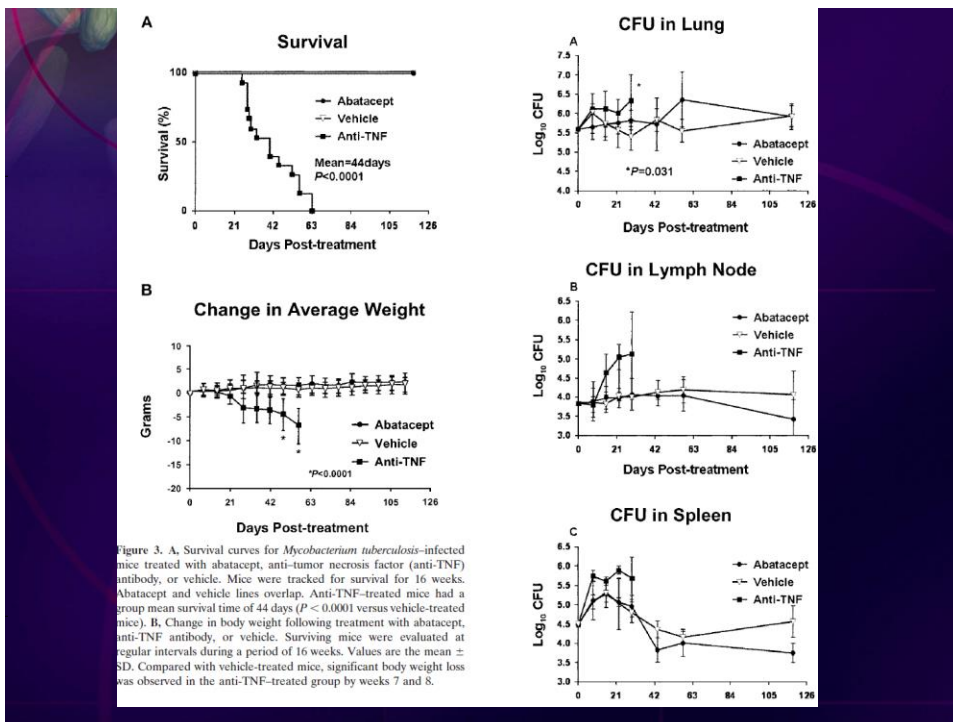 A
Survival
100
50
0
Survival (%)
Abatacept
Vehicle
Anti-TNF
Mean=44days
P<0.0001
0 21 42 63 84 105 126
Days Post-treatment
B
Change in Average Weight
10
5
0
-5
-10
-15
-20
Grams
Abatacept
Vehicle
Anti-TNF
*
*
*P<0.0001
0 21 42 63 84 105 126
Days Post-treatment
Figure 3. A, Survival curves for Mycobacterium tuberculosis–infected
mice treated with abatacept, anti–tumor necrosis factor (anti-TNF)
antibody, or vehicle. Mice were tracked for survival for 16 weeks.
Abatacept and vehicle lines overlap. Anti-TNF–treated mice had a
group mean survival time of 44 days (P < 0.0001 versus vehicle-treated
mice). B, Change in body weight following treatment with abatacept,
anti-TNF antibody, or vehicle. Surviving mice were evaluated at
regular intervals during a period of 16 weeks. Values are the mean ±
SD. Compared with vehicle-treated mice, significant body weight loss
was observed in the anti-TNF–treated group by weeks 7 and 8.
CFU in Lung
A
7.5
7.0
6.5
6.0
5.5
5.0
4.5
4.0
Log10 CFU
*
*P=0.031
Abatacept
Vehicle
Anti-TNF
0 21 42 63 84 105 126
Days Post-treatment
CFU in Lymph Node
B
6.5
6.0
5.5
5.0
4.5
4.0
3.5
3.0
Log10 CFU
Abatacept
Vehicle
Anti-TNF
0 21 42 63 84 105 126
Days Post-treatment
CFU in Spleen
C
6.5
6.0
5.5
5.0
4.5
4.0
3.5
3.0
Log10 CFU
Abatacept
Vehicle
Anti-TNF
0 21 42 63 84 105 126
Days Post-treatment